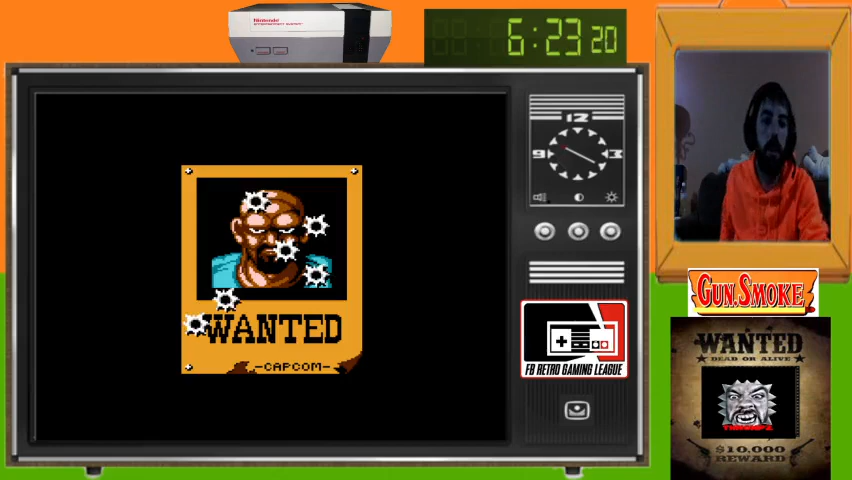 Nintendo
6:23 20
12
9
3
WANTED
-CAPCOM-
FB RETRO GAMING LEAGUE
GUN.SMOKE
WANTED
DEAD OR ALIVE
$10,000
REWARD